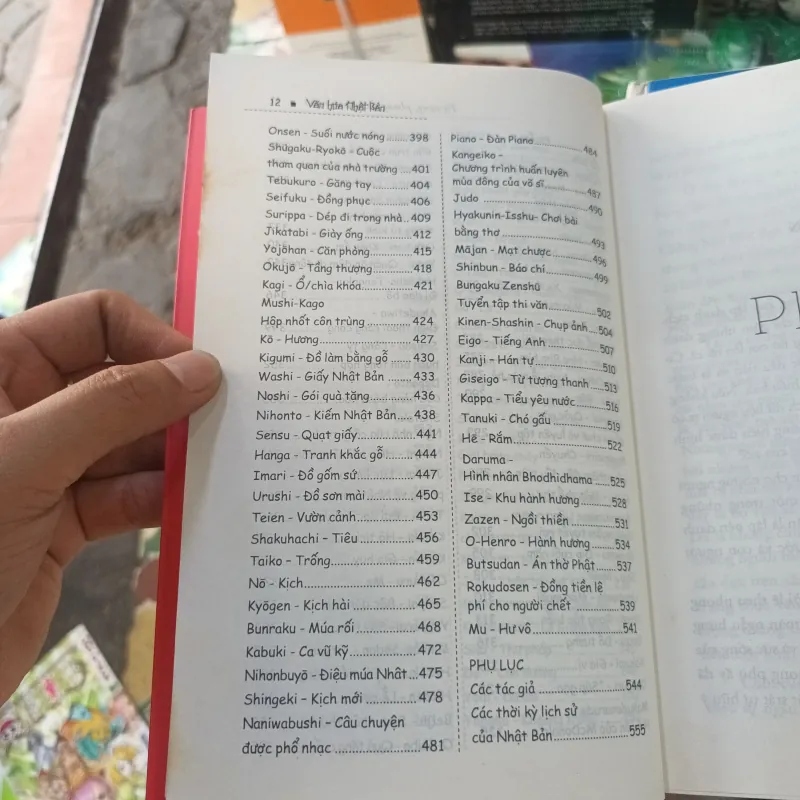 12 ■ Văn hóa Nhật Bản
Onsen - Suối nước nóng ......398
Shūgaku-Ryokō - Cuộc
tham quan của nhà trường ...401
Tebukuro - Găng tay ..........404
Seifuku - Đồng phục............406
Surippa - Dép đi trong nhà..409
Jikatabi - Giày ống ............412
Yojōhan - Căn phòng ..........415
Okujō - Tầng thượng ..........418
Kagi - Ổ/chìa khóa..............421
Mushi-Kago
Hộp nhốt côn trùng ............424
Kō - Hương........................427
Kigumi - Đồ làm bằng gỗ .....430
Washi - Giấy Nhật Bản .......433
Noshi - Gói quà tặng...........436
Nihonto - Kiếm Nhật Bản....438
Sensu - Quạt giấy..............441
Hanga - Tranh khắc gỗ .......444
Imari - Đồ gốm sứ..............447
Urushi - Đồ sơn mài ...........450
Teien - Vườn cảnh..............453
Shakuhachi - Tiêu ..............456
Taiko - Trống....................459
Nō - Kịch.........................462
Kyōgen - Kịch hài ..............465
Bunraku - Múa rối .............468
Kabuki - Ca vũ kỹ..............472
Nihonbuyō - Điệu múa Nhât..475
Shingeki - Kịch mới ...........478
Naniwabushi - Câu chuyện
được phổ nhạc .................481
Piano - Đàn Piano..............484
Kangeiko -
Chương trình huấn luyện
mùa đông của võ sĩ.............487
Judo ..............................490
Hyakunin-Isshu- Chơi bài
bằng thơ .........................493
Mājan - Mạt chược............496
Shinbun - Báo chí..............499
Bungaku Zenshū
Tuyển tập thi văn..............502
Kinen-Shashin - Chụp ảnh ..504
Eigo - Tiếng Anh ..............507
Kanji - Hán tự .................510
Giseigo - Từ tượng thanh ...513
Kappa - Tiểu yêu nước.......516
Tanuki - Chó gấu ..............519
Hē - Rắm........................522
Daruma -
Hình nhân Bhodhidhama ....525
Ise - Khu hành hương ........528
Zazen - Ngồi thiền............531
O-Henro - Hành hương ......534
Butsudan - Án thờ Phật......537
Rokudosen - Đồng tiền lệ
phí cho người chết ...........539
Mu - Hư vô.....................541
PHỤ LỤC
Các tác giả .....................544
Các thời kỳ lịch sử
của Nhật Bản...................555